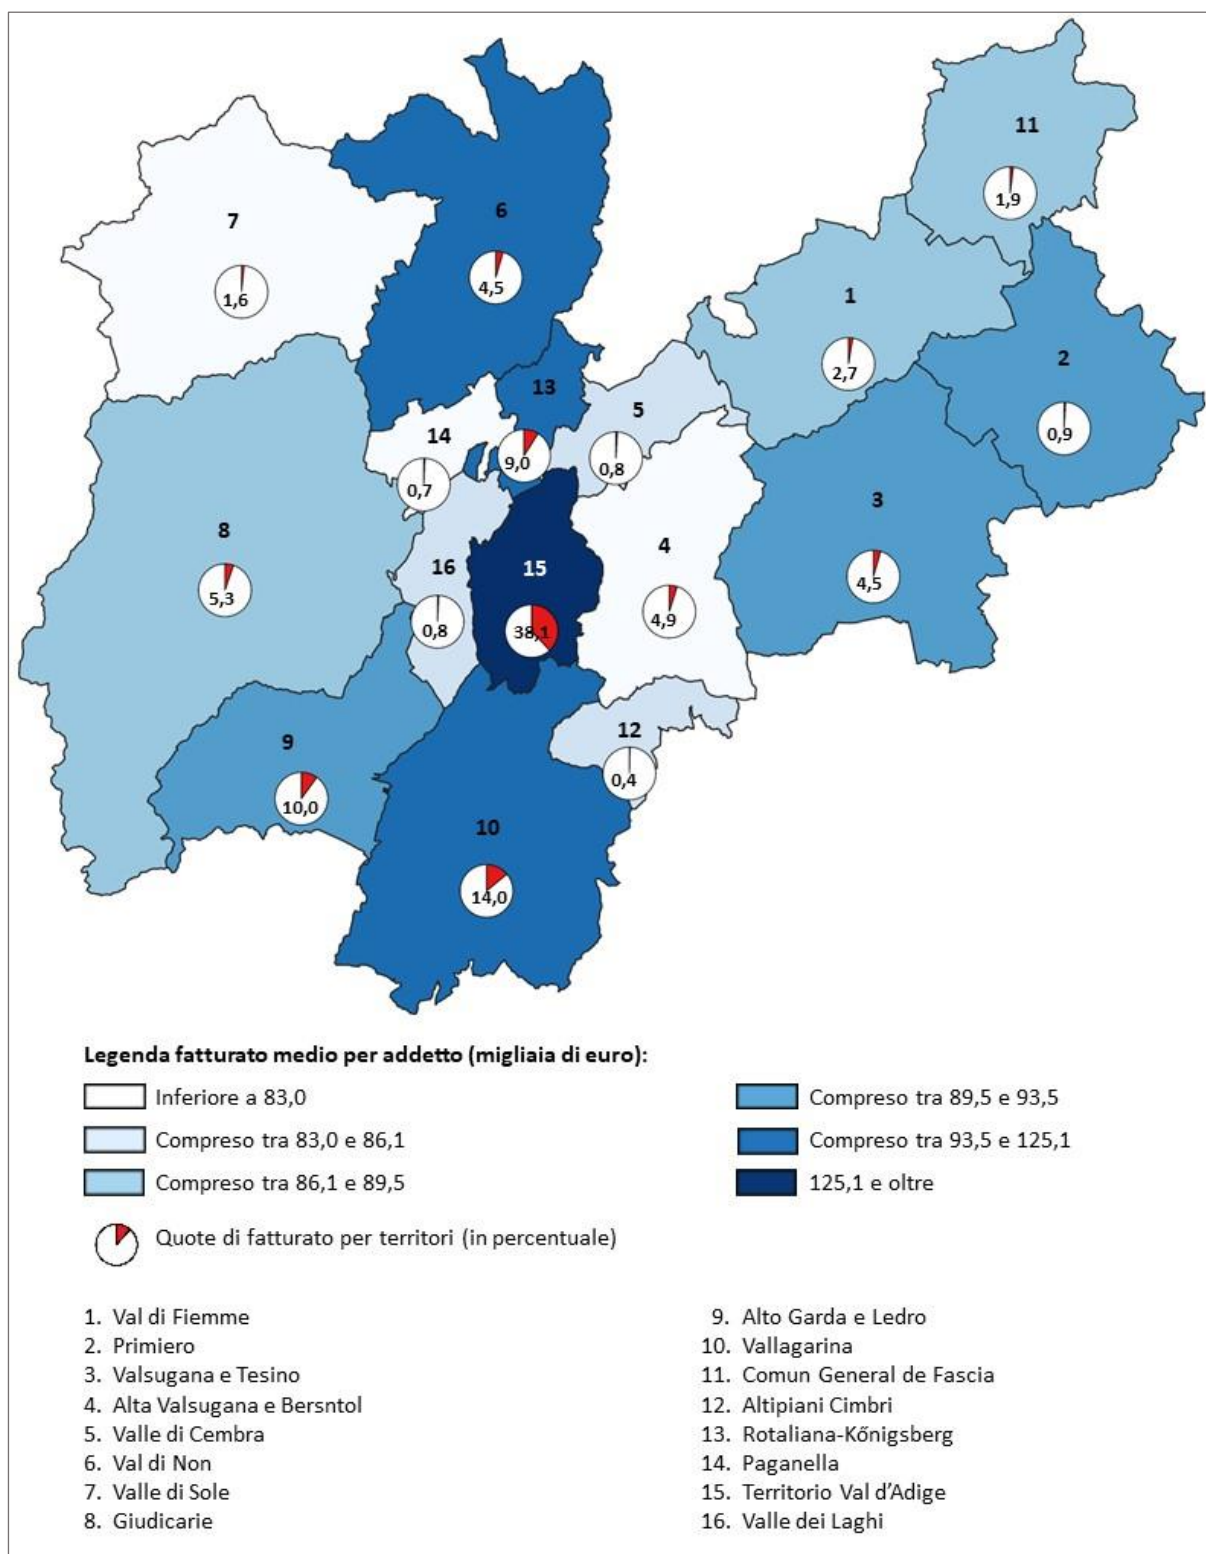 11
1,9
7
6
1,6
4,5
1
2,7
2
0,9
13
5
14
9,0
0,8
0,7
3
4,5
8
5,3
16
0,8
15
38,1
4
4,9
12
0,4
9
10,0
10
14,0
Legenda fatturato medio per addetto (migliaia di euro):
Inferiore a 83,0
Compreso tra 83,0 e 86,1
Compreso tra 86,1 e 89,5
Compreso tra 89,5 e 93,5
Compreso tra 93,5 e 125,1
125,1 e oltre
Quote di fatturato per territori (in percentuale)
1. Val di Fiemme
2. Primiero
3. Valsugana e Tesino
4. Alta Valsugana e Bersntol
5. Valle di Cembra
6. Val di Non
7. Valle di Sole
8. Giudicarie
9. Alto Garda e Ledro
10. Vallagarina
11. Comun General de Fascia
12. Altipiani Cimbri
13. Rotaliana-Kőnigsberg
14. Paganella
15. Territorio Val d’Adige
16. Valle dei Laghi